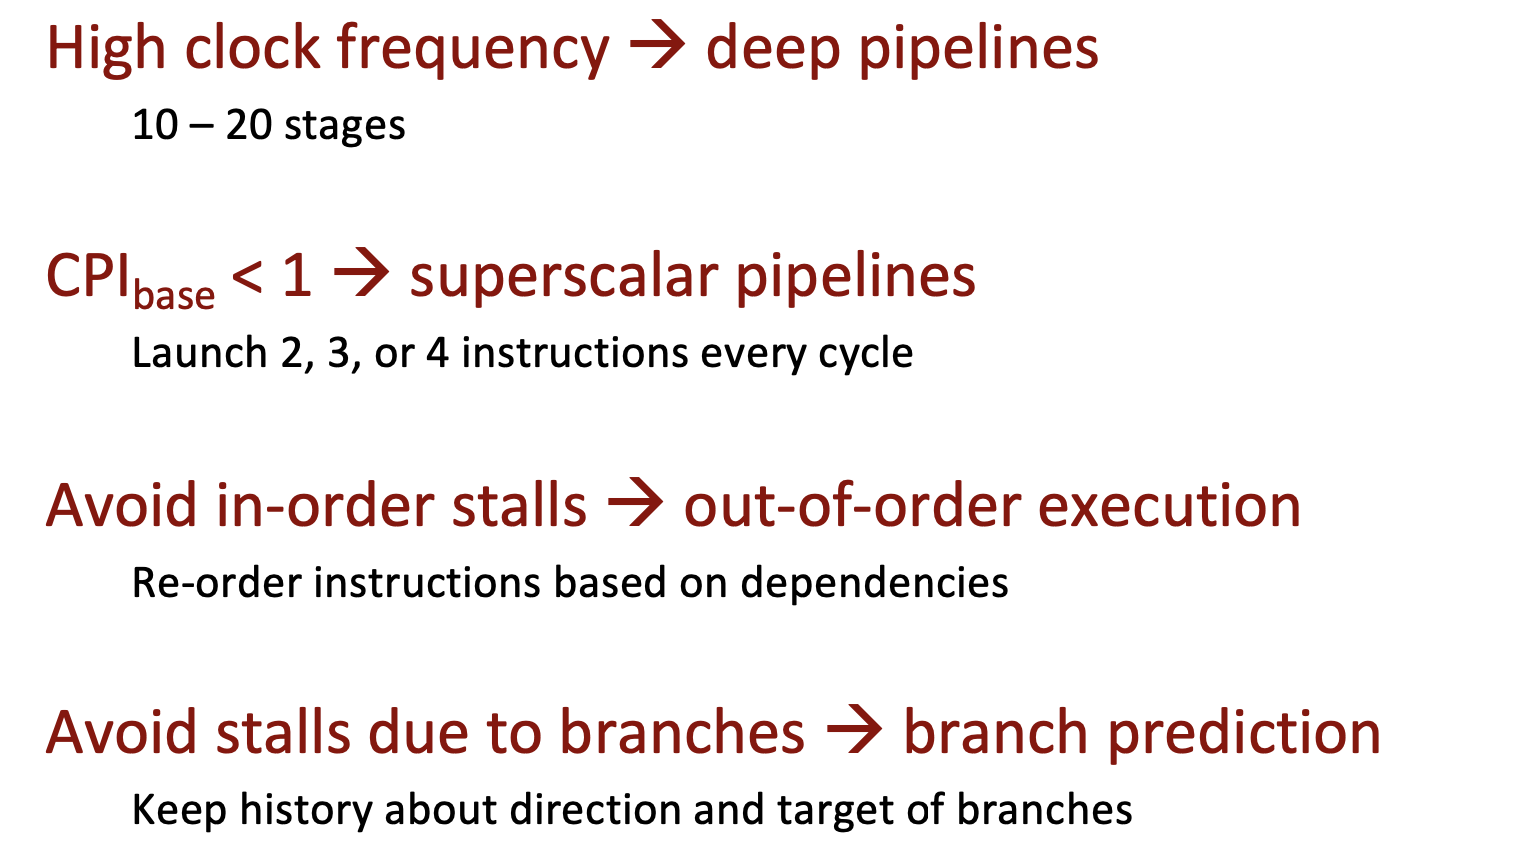 High clock frequency → deep pipelines
10 – 20 stages
CPIbase < 1 → superscalar pipelines
Launch 2, 3, or 4 instructions every cycle
Avoid in-order stalls → out-of-order execution
Re-order instructions based on dependencies
Avoid stalls due to branches → branch prediction
Keep history about direction and target of branches